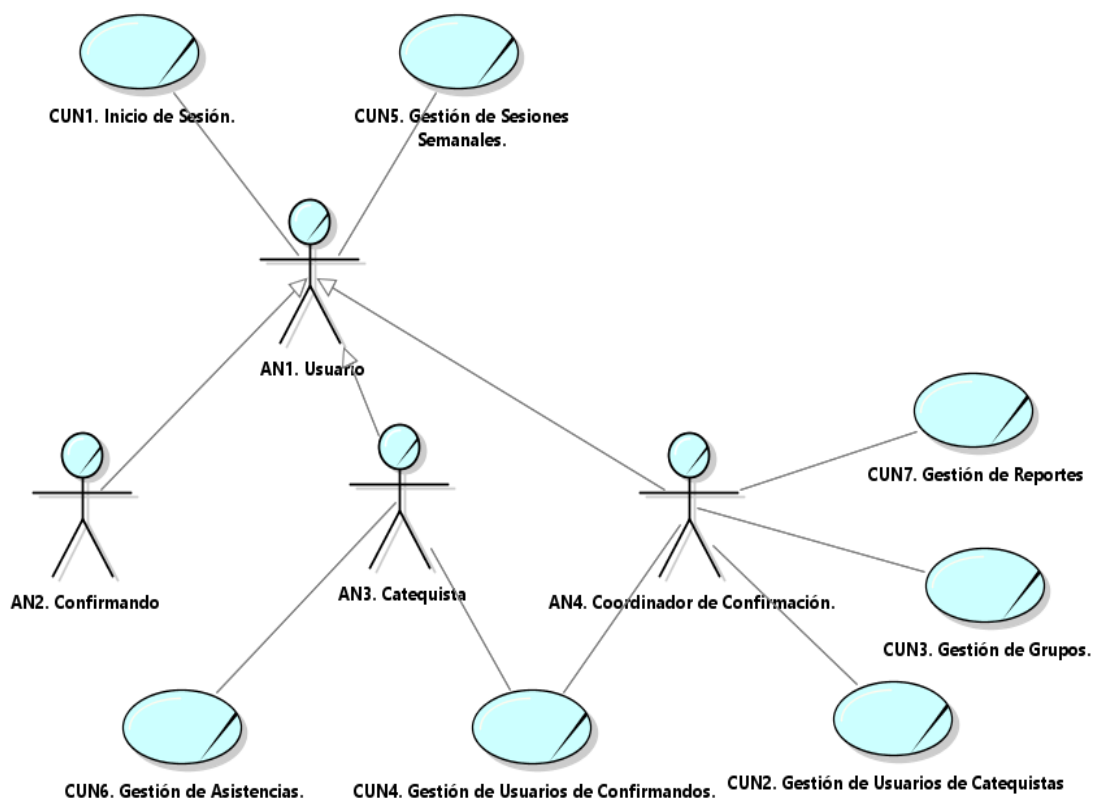 CUN1. Inicio de Sesión.
CUN5. Gestión de Sesiones
Semanales.
AN1. Usuario
CUN7. Gestión de Reportes
AN2. Confirmando
AN3. Catequista
AN4. Coordinador de Confirmación.
CUN3. Gestión de Grupos.
CUN6. Gestión de Asistencias.
CUN4. Gestión de Usuarios de Confirmandos.
CUN2. Gestión de Usuarios de Catequistas